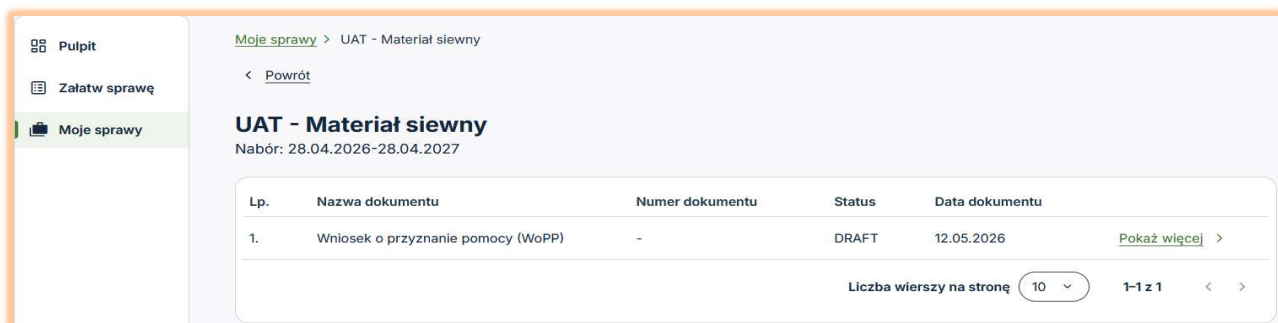 Pulpit
Załatw sprawę
Moje sprawy
Moje sprawy > UAT - Materiał siewny
< Powrót
UAT - Materiał siewny
Nabór: 28.04.2026-28.04.2027
Lp. Nazwa dokumentu Numer dokumentu Status Data dokumentu
1. Wniosek o przyznanie pomocy (WoPP) - DRAFT 12.05.2026 Pokaż więcej >
Liczba wierszy na stronę 10 1–1 z 1 < >